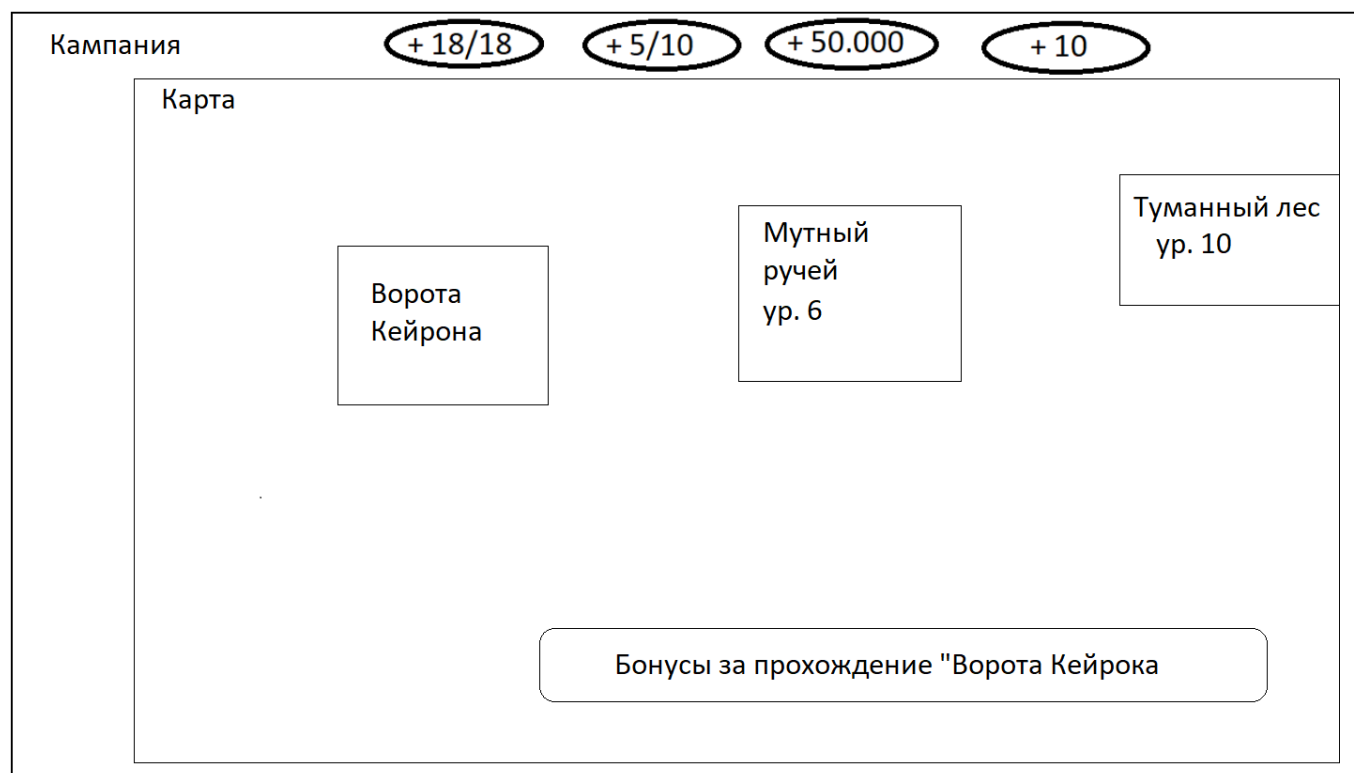 Кампания
+ 18/18
+ 5/10
+ 50.000
+ 10
Карта
Туманный лес
ур. 10
Мутный
ручей
ур. 6
Ворота
Кейрона
Бонусы за прохождение "Ворота Кейрока